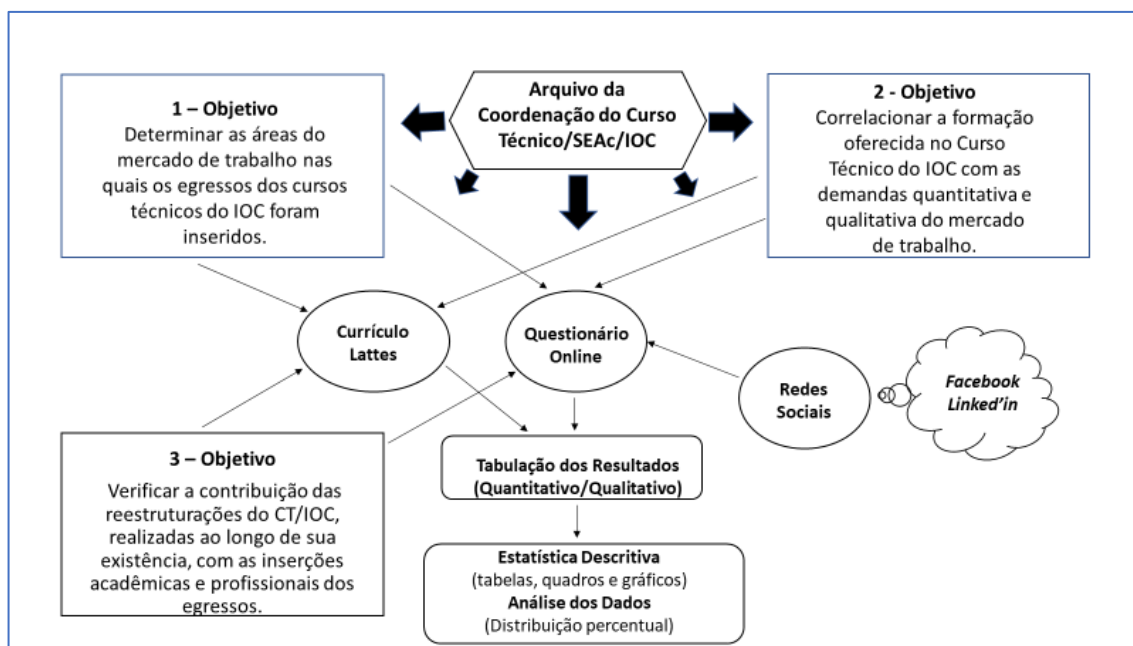 1 – Objetivo
Determinar as áreas do
mercado de trabalho nas
quais os egressos dos cursos
técnicos do IOC foram
inseridos.
Arquivo da
Coordenação do Curso
Técnico/SEAc/IOC
2 - Objetivo
Correlacionar a formação
oferecida no Curso
Técnico do IOC com as
demandas quantitativa e
qualitativa do mercado
de trabalho.
Currículo
Lattes
Questionário
Online
Redes
Sociais
Facebook
Linked’in
3 – Objetivo
Verificar a contribuição das
reestruturações do CT/IOC,
realizadas ao longo de sua
existência, com as inserções
acadêmicas e profissionais dos
egressos.
Tabulação dos Resultados
(Quantitativo/Qualitativo)
Estatística Descritiva
(tabelas, quadros e gráficos)
Análise dos Dados
(Distribuição percentual)